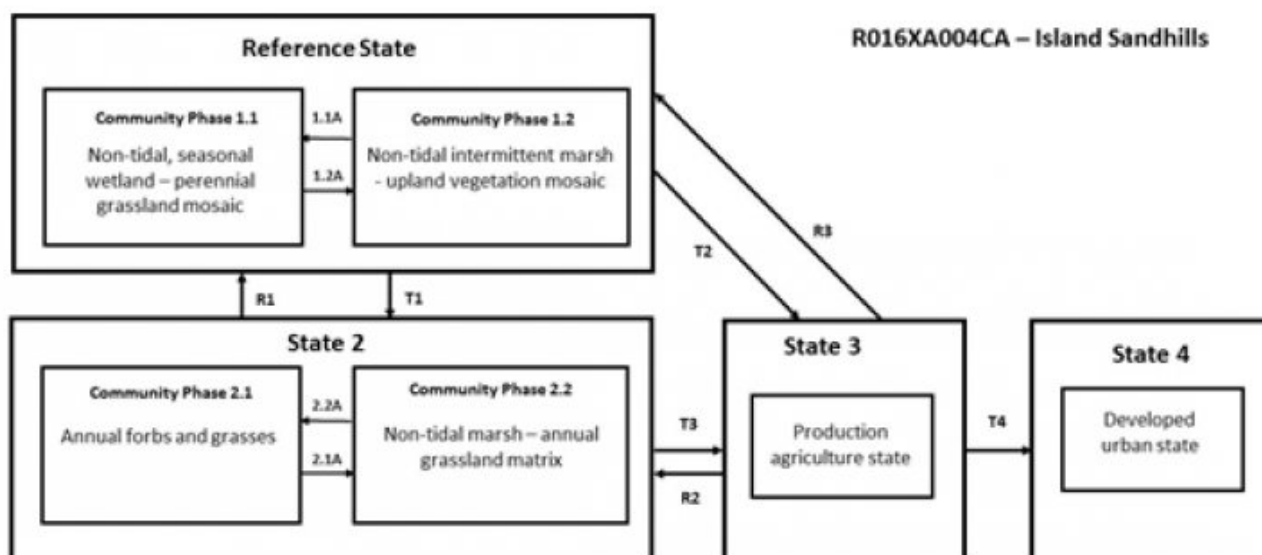 Reference State
R016XA004CA – Island Sandhills
Community Phase 1.1
Non-tidal, seasonal
wetland – perennial
grassland mosaic
1.1A
1.2A
Community Phase 1.2
Non-tidal intermittent marsh
- upland vegetation mosaic
T2
R3
R1
T1
State 2
Community Phase 2.1
Annual forbs and grasses
2.2A
2.1A
Community Phase 2.2
Non-tidal marsh – annual
grassland matrix
T3
R2
State 3
Production
agriculture state
T4
State 4
Developed
urban state